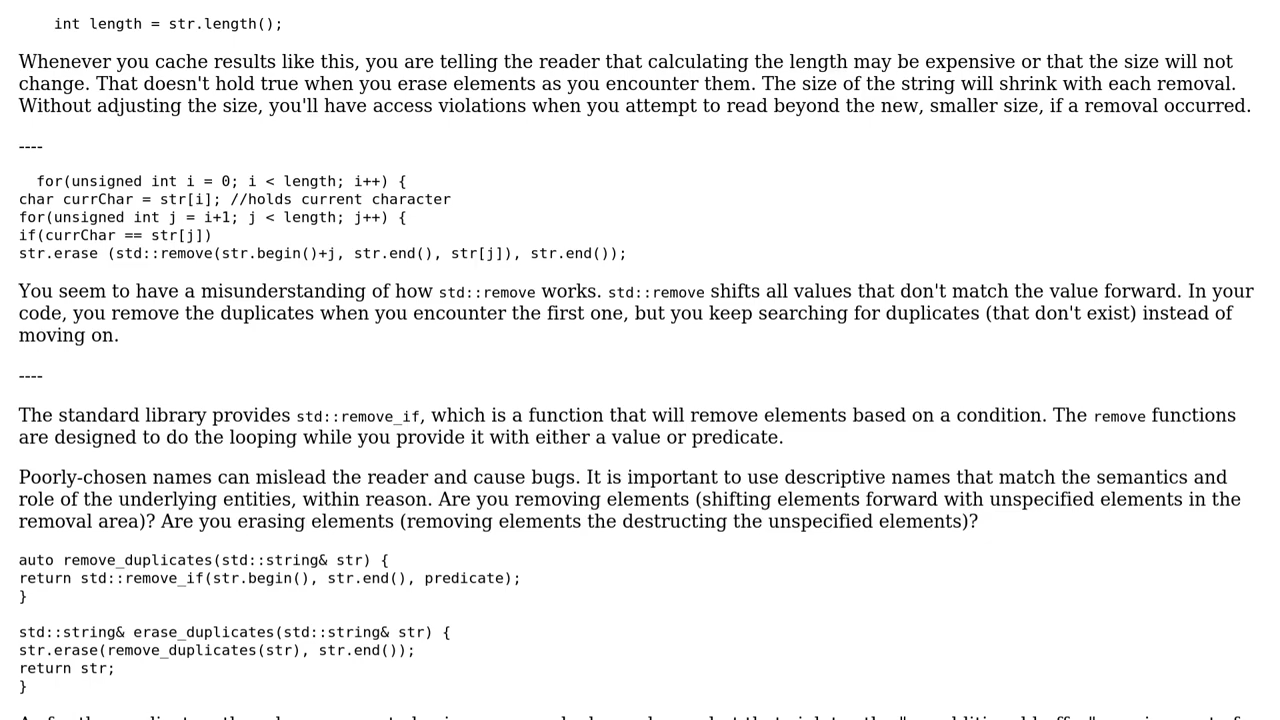 int length = str.length();
Whenever you cache results like this, you are telling the reader that calculating the length may be expensive or that the size will not
change. That doesn't hold true when you erase elements as you encounter them. The size of the string will shrink with each removal.
Without adjusting the size, you'll have access violations when you attempt to read beyond the new, smaller size, if a removal occurred.
----
for(unsigned int i = 0; i < length; i++) {
char currChar = str[i]; //holds current character
for(unsigned int j = i+1; j < length; j++) {
if(currChar == str[j])
str.erase (std::remove(str.begin()+j, str.end(), str[j]), str.end());
You seem to have a misunderstanding of how std::remove works. std::remove shifts all values that don't match the value forward. In your
code, you remove the duplicates when you encounter the first one, but you keep searching for duplicates (that don't exist) instead of
moving on.
----
The standard library provides std::remove_if, which is a function that will remove elements based on a condition. The remove functions
are designed to do the looping while you provide it with either a value or predicate.
Poorly-chosen names can mislead the reader and cause bugs. It is important to use descriptive names that match the semantics and
role of the underlying entities, within reason. Are you removing elements (shifting elements forward with unspecified elements in the
removal area)? Are you erasing elements (removing elements the destructing the unspecified elements)?
auto remove_duplicates(std::string& str) {
return std::remove_if(str.begin(), str.end(), predicate);
}
std::string& erase_duplicates(std::string& str) {
str.erase(remove_duplicates(str), str.end());
return str;
}